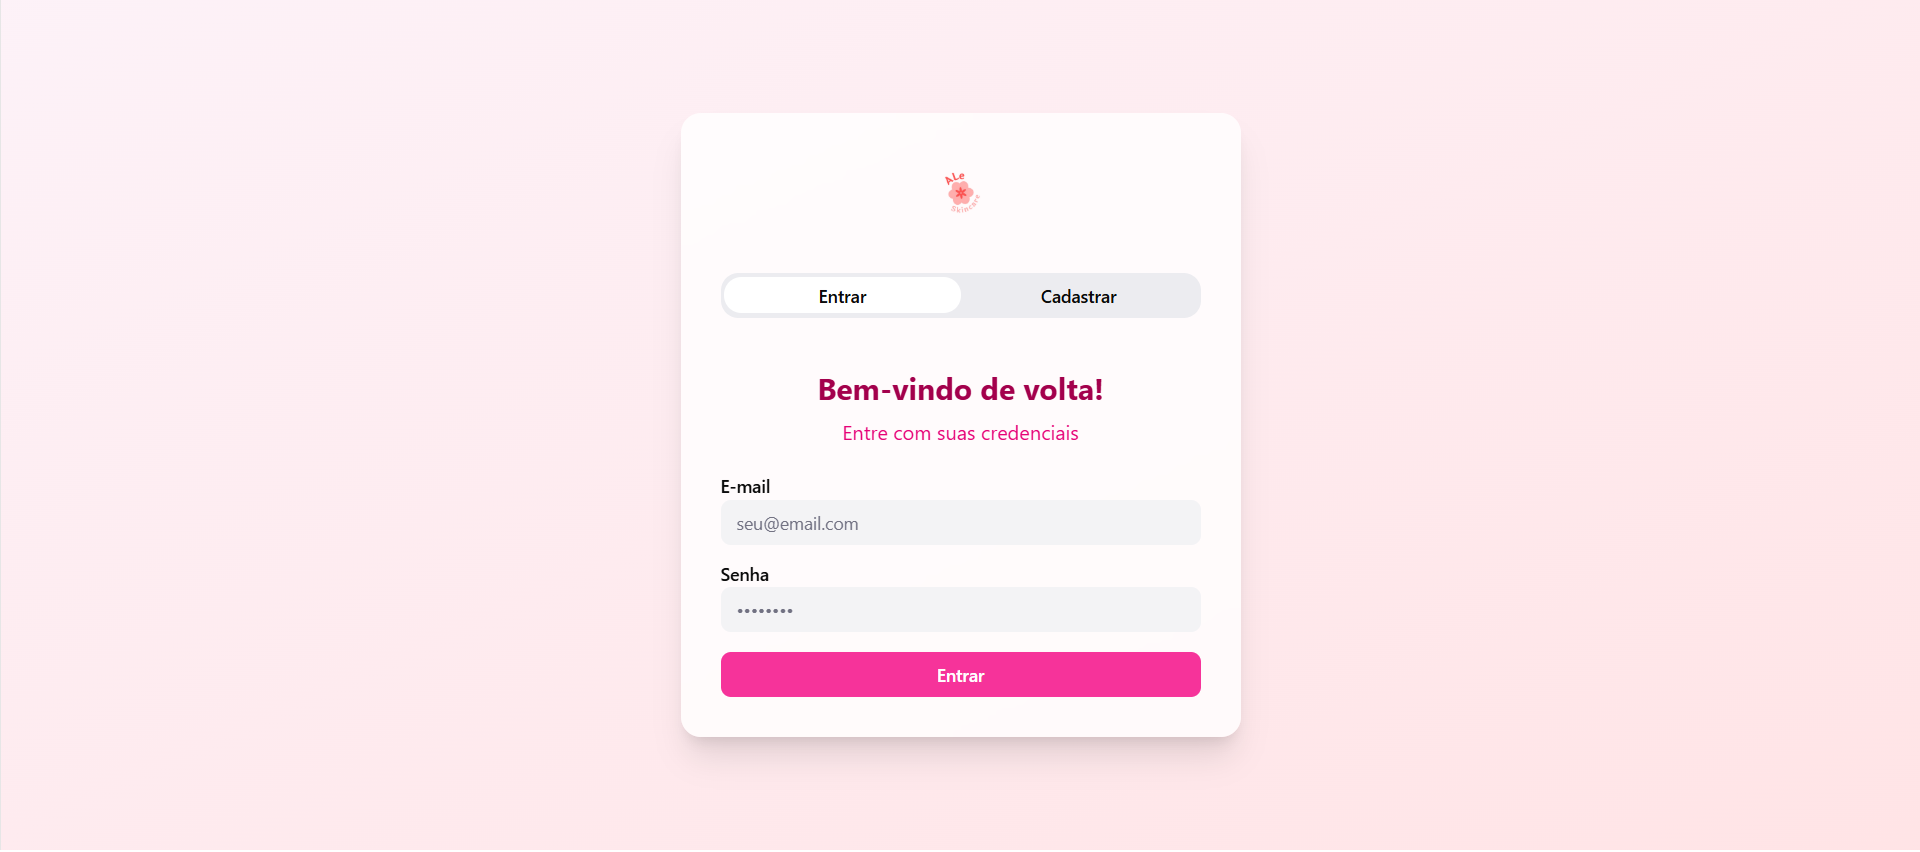 ALe
Skincare
Entrar
Cadastrar
Bem-vindo de volta!
Entre com suas credenciais
E-mail
seu@email.com
Senha
••••••••
Entrar